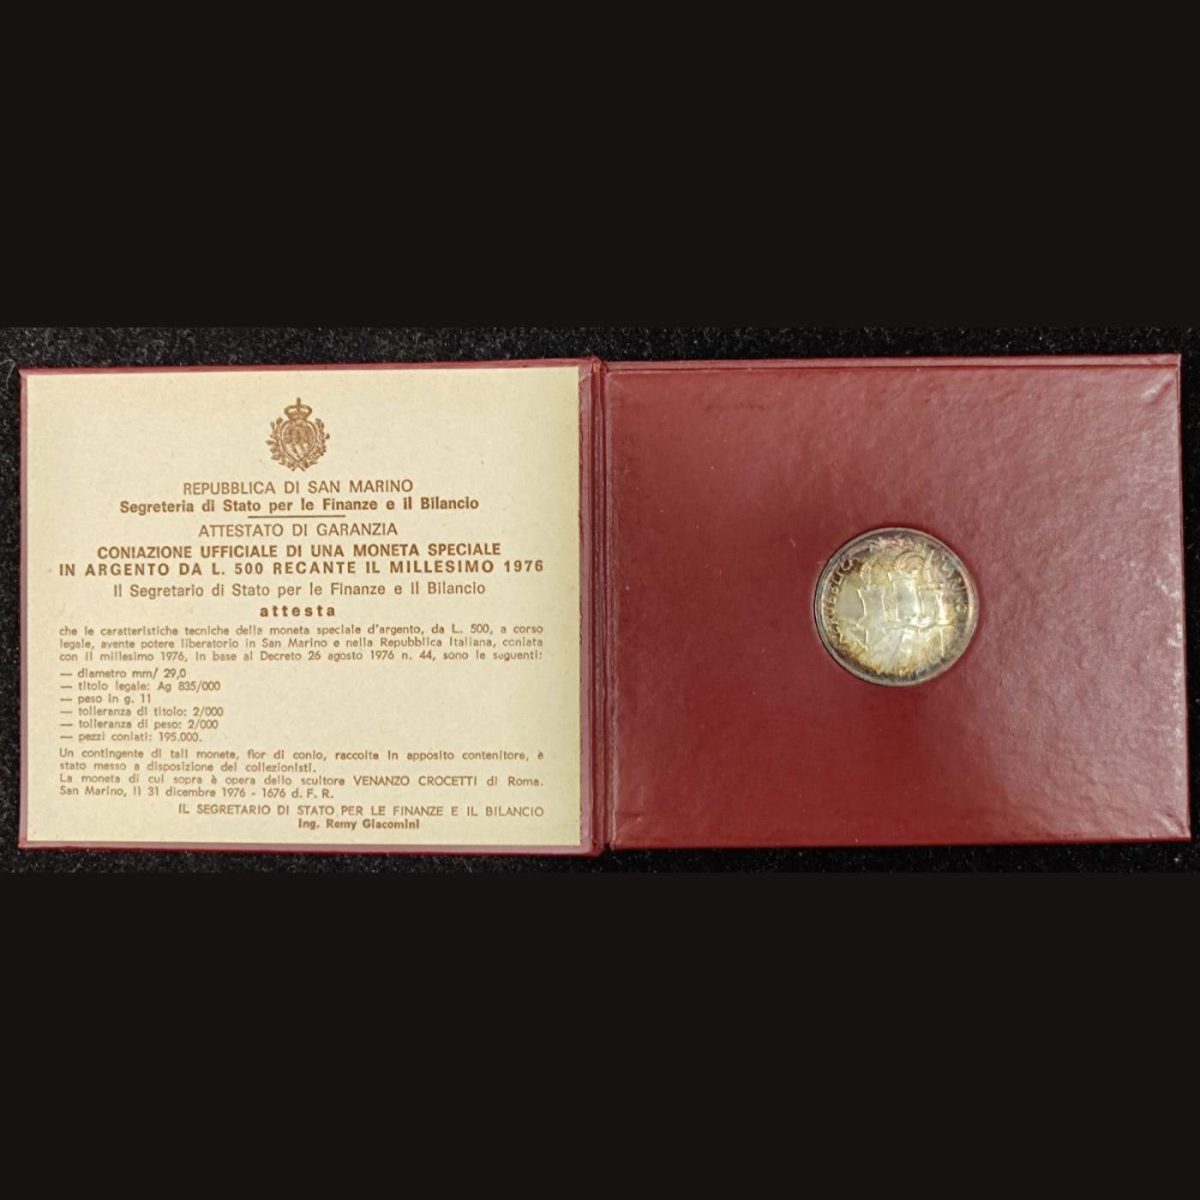 REPUBBLICA DI SAN MARINO
Segreteria di Stato per le Finanze e il Bilancio
ATTESTATO DI GARANZIA
CONIAZIONE UFFICIALE DI UNA MONETA SPECIALE
IN ARGENTO DA L. 500 RECANTE IL MILLESIMO 1976
Il Segretario di Stato per le Finanze e il Bilancio
attesta
che le caratteristiche tecniche della moneta speciale d'argento, da L. 500, a corso
legale, avente potere liberatorio in San Marino e nella Repubblica Italiana, coniata
con il millesimo 1976, in base al Decreto 26 agosto 1976 n. 44, sono le seguenti:
— diametro mm/ 29,0
— titolo legale: Ag 835/000
— peso in g. 11
— tolleranza di titolo: 2/000
— tolleranza di peso: 2/000
— pezzi coniati: 195.000.
Un contingente di tali monete, fior di conio, raccolte in apposito contenitore, è
stato messo a disposizione dei collezionisti.
La moneta di cui sopra è opera dello scultore VENANZO CROCETTI di Roma.
San Marino, il 31 dicembre 1976 - 1676 d. F. R.
IL SEGRETARIO DI STATO PER LE FINANZE E IL BILANCIO
Ing. Remy Giacomini